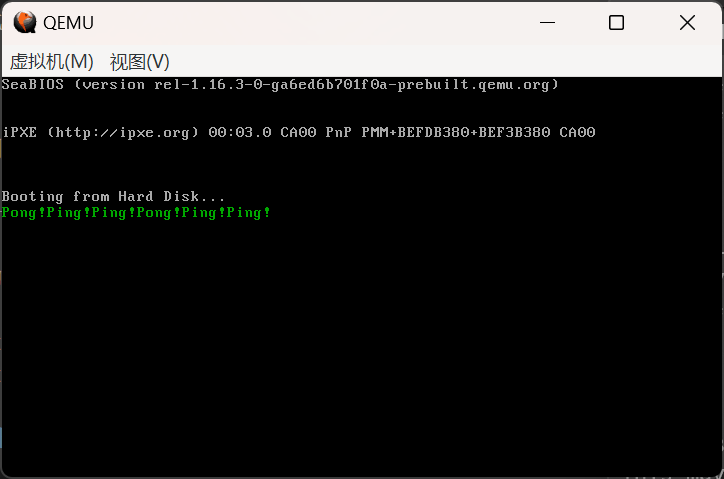 QEMU
虚拟机(M) 视图(V)
SeaBIOS (version rel-1.16.3-0-ga6ed6b701f0a-prebuilt.qemu.org)
iPXE (http://ipxe.org) 00:03.0 CA00 PnP PMM+BEFDB380+BEF3B380 CA00
Booting from Hard Disk...
Pong!Ping!Ping!Pong!Ping!Ping!